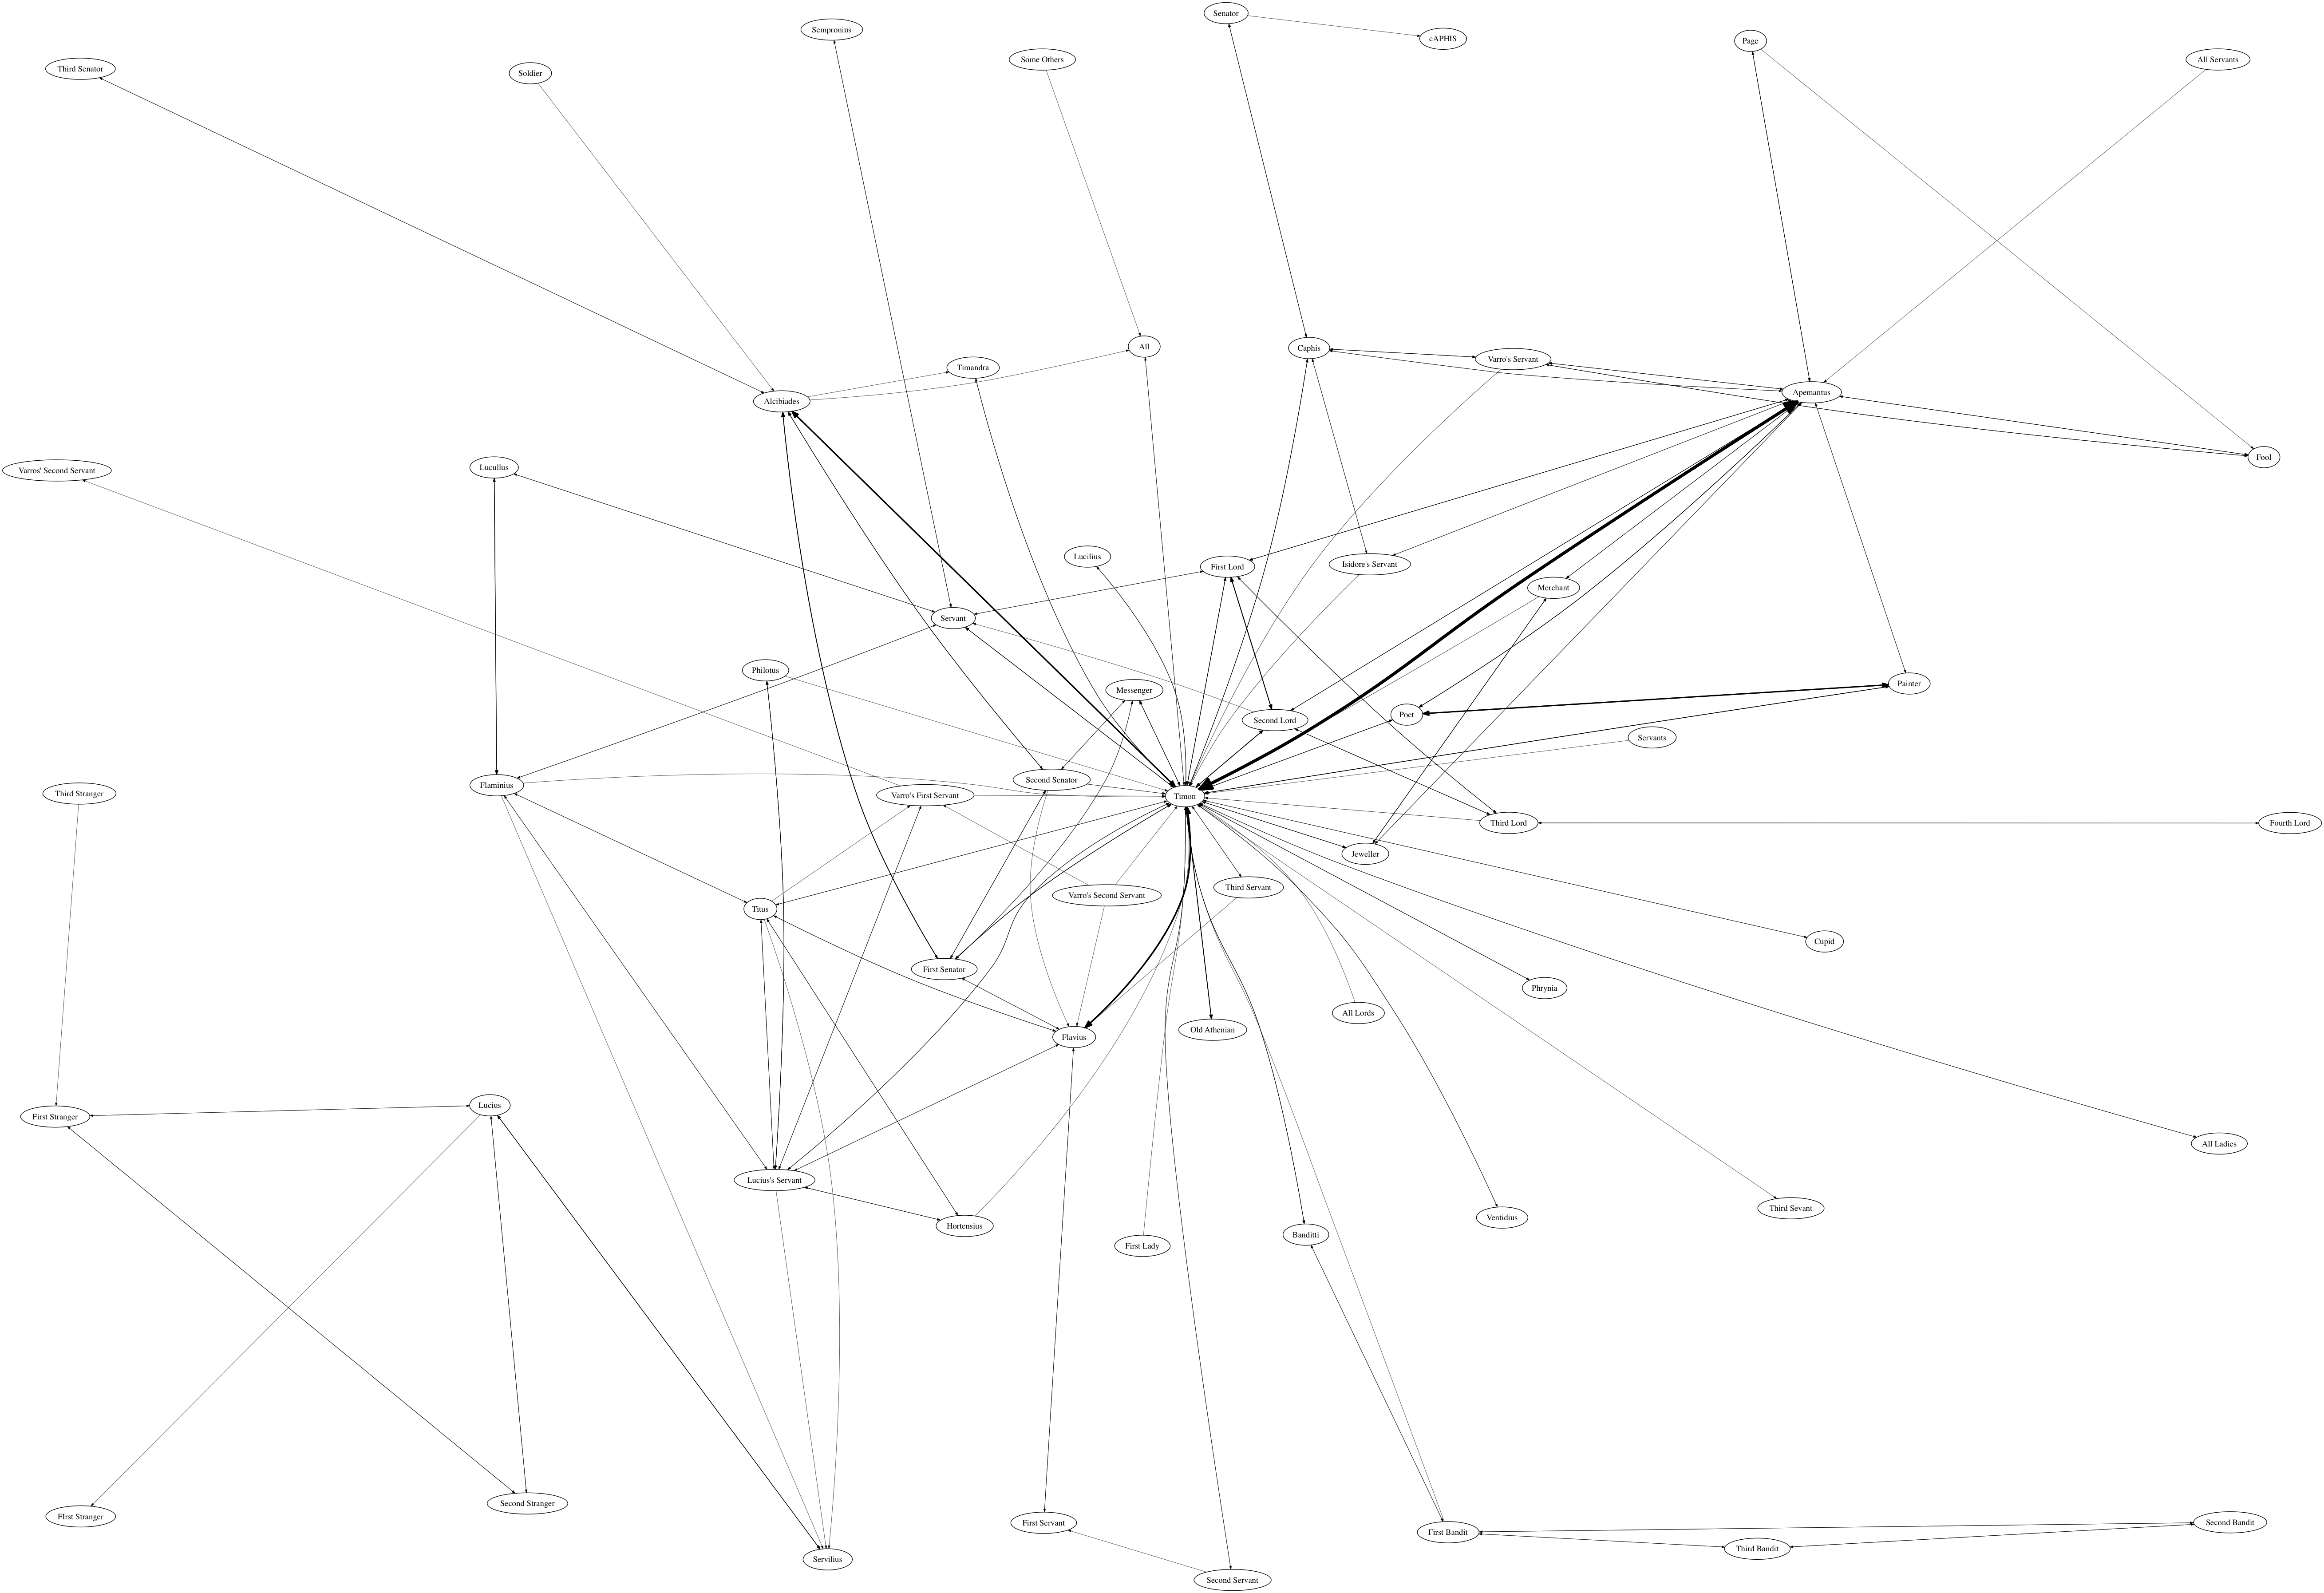 Senator
Sempronius
cAPHIS
Page
Some Others
All Servants
Third Senator
Soldier
All
Caphis
Varro's Servant
Timandra
Apemantus
Alcibiades
Fool
Lucullus
Varros' Second Servant
Lucilius
Isidore's Servant
First Lord
Merchant
Servant
Philotus
Painter
Messenger
Poet
Second Lord
Servants
Second Senator
Flaminius
Third Stranger
Varro's First Servant
Timon
Third Lord
Fourth Lord
Jeweller
Third Servant
Varro's Second Servant
Titus
Cupid
First Senator
Phrynia
All Lords
Old Athenian
Flavius
Lucius
First Stranger
All Ladies
Lucius's Servant
Third Sevant
Ventidius
Hortensius
Banditti
First Lady
Second Stranger
FIrst Stranger
First Servant
Second Bandit
First Bandit
Third Bandit
Servilius
Second Servant